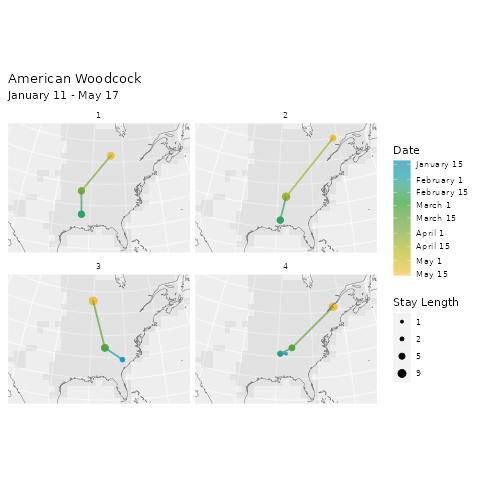 American Woodcock
January 11 - May 17
1
2
3
4
Date
January 15
February 1
February 15
March 1
March 15
April 1
April 15
May 1
May 15
Stay Length
1
2
5
9